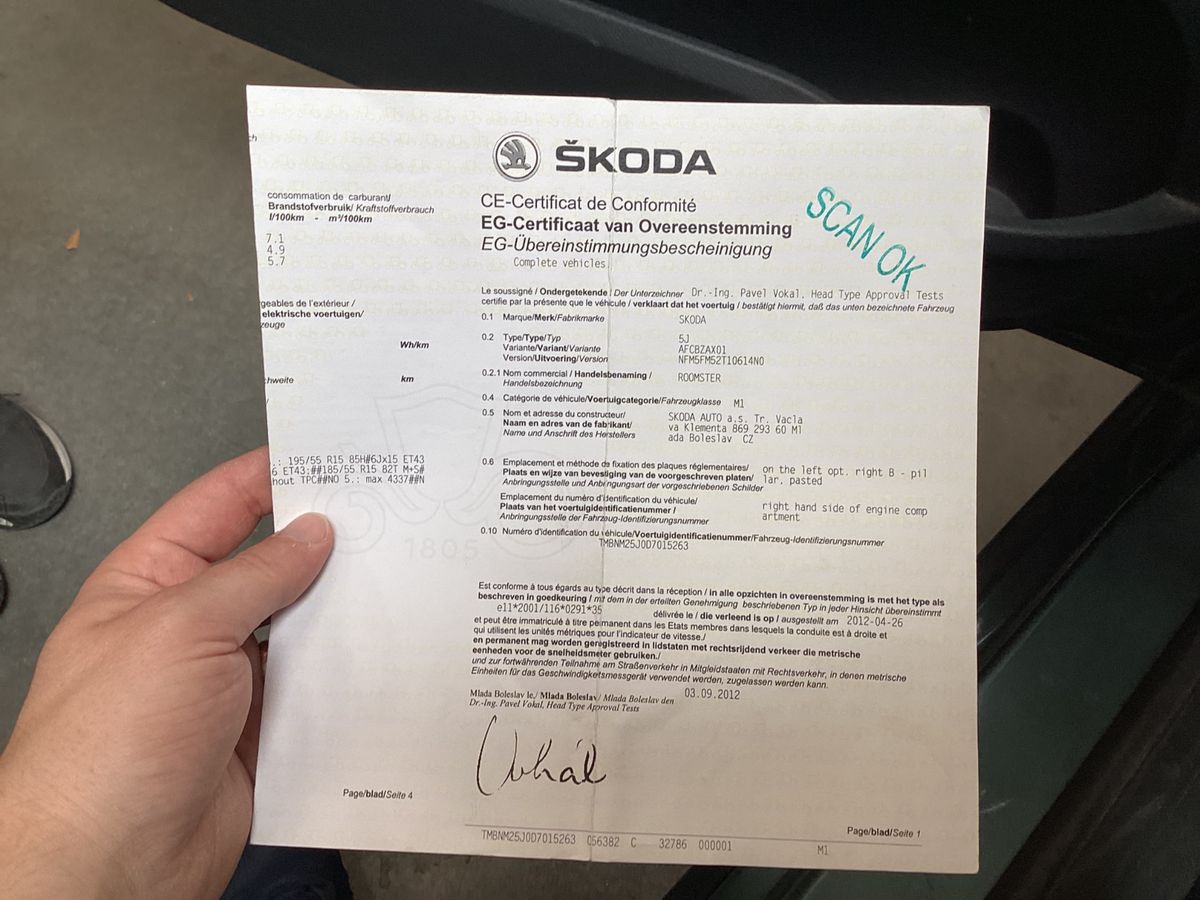 ch
consommation de carburant/
Brandstofverbruik/ Kraftstoffverbrauch
l/100km - m³/100km
7.1
4.9
5.7
geables de l'extérieur /
elektrische voertuigen/
zeuge
Wh/km
hweite km
/
.: 195/55 R15 85H#6Jx15 ET43
6 ET43:##185/55 R15 82T M+S#
hout TPC##NO 5.: max 4337##N
1805
Page/blad/Seite 4
ŠKODA
SCAN OK
CE-Certificat de Conformité
EG-Certificaat van Overeenstemming
EG-Übereinstimmungsbescheinigung
Complete vehicles
Le soussigné / Ondergetekende / Der Unterzeichner Dr.-Ing. Pavel Vokal, Head Type Approval Tests
certifie par la présente que le véhicule / verklaart dat het voertuig / bestätigt hiermit, daß das unten bezeichnete Fahrzeug
0.1 Marque/Merk/Fabrikmarke SKODA
0.2 Type/Type/Typ 5J
Variante/Variant/Variante AFCBZAX01
Version/Uitvoering/Version NFM5FM52T10614N0
0.2.1 Nom commercial / Handelsbenaming / ROOMSTER
Handelsbezeichnung
0.4 Catégorie de véhicule/Voertuigcategorie/Fahrzeugklasse M1
0.5 Nom et adresse du constructeur/ SKODA AUTO a.s. Tr. Vacla
Naam en adres van de fabrikant/ va Klementa 869 293 60 Ml
Name und Anschrift des Herstellers ada Boleslav CZ
0.6 Emplacement et méthode de fixation des plaques réglementaires/ on the left opt. right B - pil
Plaats en wijze van bevestiging van de voorgeschreven platen/ lar, pasted
Anbringungsstelle und Anbringungsart der vorgeschriebenen Schilder
Emplacement du numéro d'identification du véhicule/
Plaats van het voertuigidentificatienummer / right hand side of engine comp
Anbringungsstelle der Fahrzeug-Identifizierungsnummer artment
0.10 Numéro d'identification du véhicule/Voertuigidentificatienummer/Fahrzeug-Identifizierungsnummer
TMBNM25J0D7015263
Est conforme à tous égards au type décrit dans la réception / in alle opzichten in overeenstemming is met het type als
beschreven in goedkeuring / mit dem in der erteilten Genehmigung beschriebenen Typ in jeder Hinsicht übereinstimmt
e11*2001/116*0291*35 délivrée le / die verleend is op / ausgestellt am 2012-04-26
et peut être immatriculé à titre permanent dans les Etats membres dans lesquels la conduite est à droite et
qui utilisent les unités métriques pour l'indicateur de vitesse./
en permanent mag worden geregistreerd in lidstaten met rechtsrijdend verkeer die metrische
eenheden voor de snelheidsmeter gebruiken./
und zur fortwährenden Teilnahme am Straßenverkehr in Mitgleidstaaten mit Rechtsverkehr, in denen metrische
Einheiten für das Geschwindigketsmessgerät verwendet werden, zugelassen werden kann.
Mlada Boleslav le/ Mlada Boleslav/ Mlada Boleslav den 03.09.2012
Dr.-Ing. Pavel Vokal, Head Type Approval Tests
Page/blad/Seite 1
TMBNM25J0D7015263 056382 C 32786 000001 M1